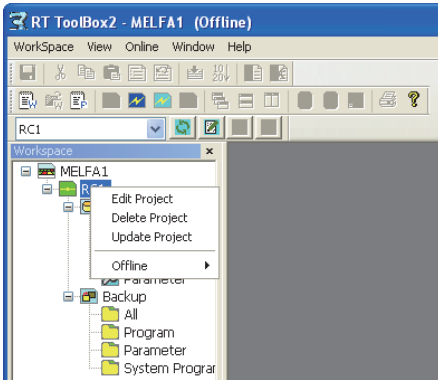 RT ToolBox2 - MELFA1 (Offline)
WorkSpace View Online Window Help
RC1
Workspace
MELFA1
Edit Project
Delete Project
Update Project
Offline
Parameter
Backup
All
Program
Parameter
System Prograr